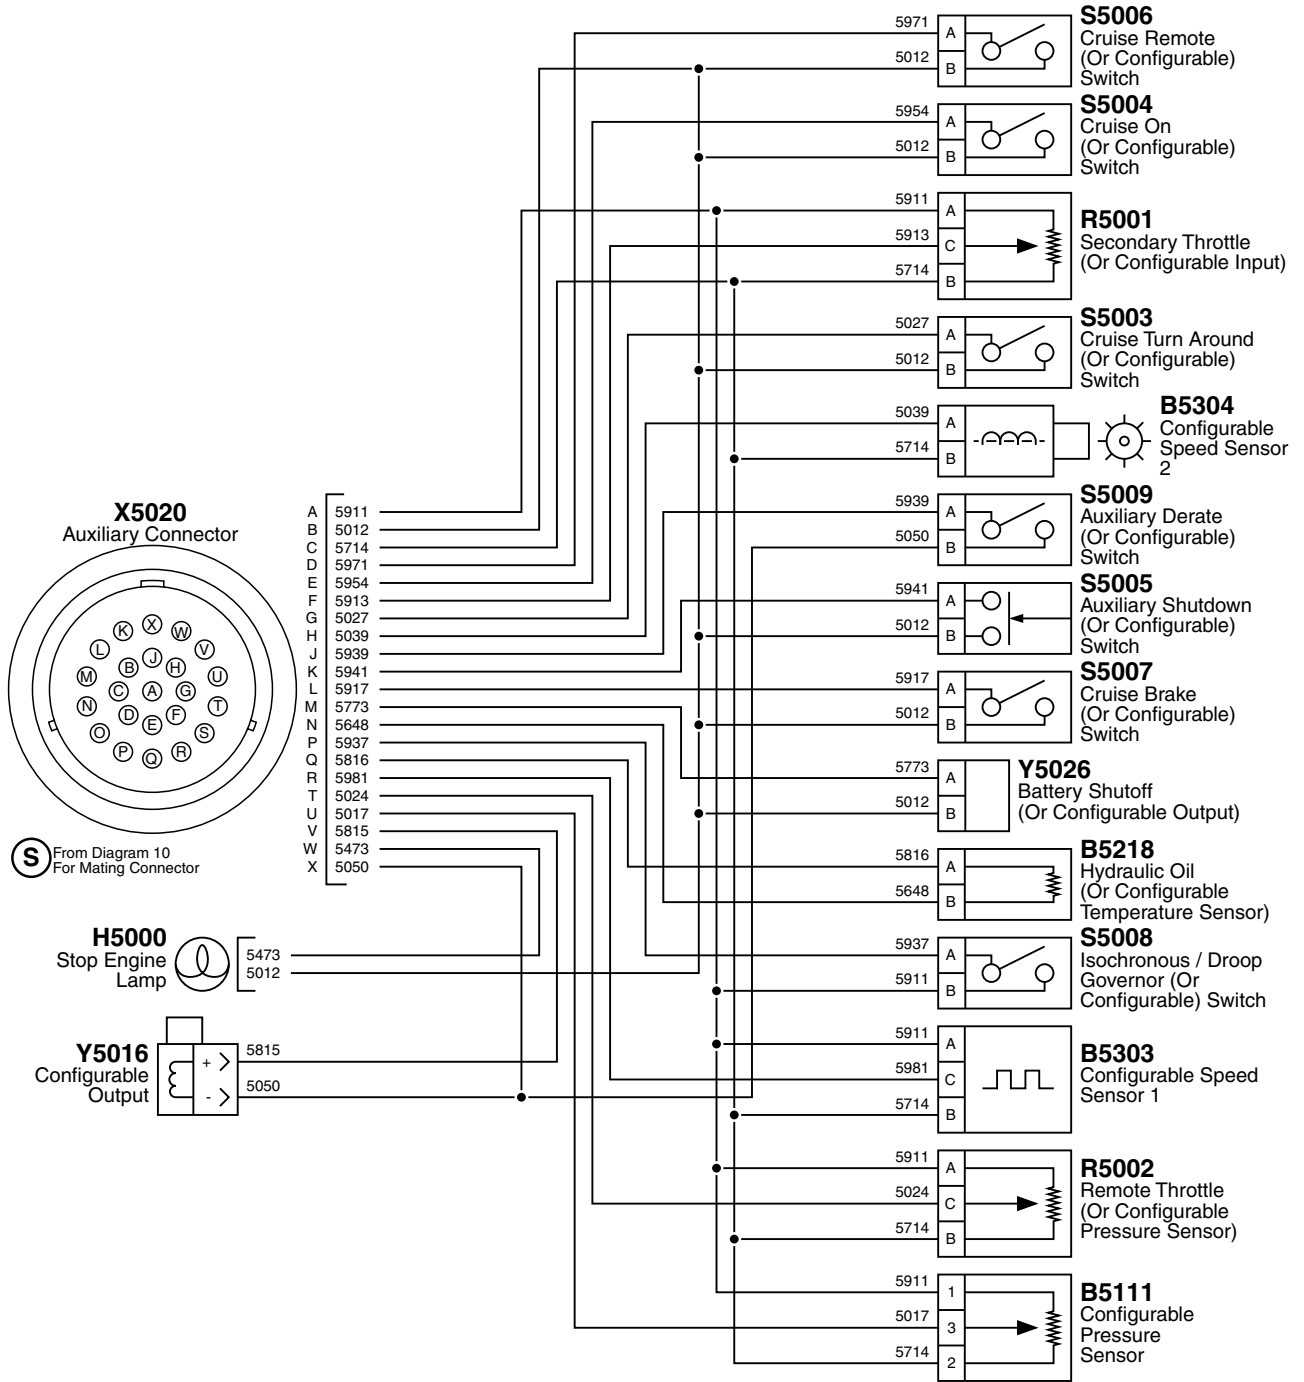 S5006
Cruise Remote
(Or Configurable)
Switch
5971
A
5012
B
S5004
Cruise On
(Or Configurable)
Switch
5954
A
5012
B
R5001
Secondary Throttle
(Or Configurable Input)
5911
A
5913
C
5714
B
S5003
Cruise Turn Around
(Or Configurable)
Switch
5027
A
5012
B
B5304
Configurable
Speed Sensor
2
5039
A
5714
B
S5009
Auxiliary Derate
(Or Configurable)
Switch
5939
A
5050
B
S5005
Auxiliary Shutdown
(Or Configurable)
Switch
5941
A
5012
B
S5007
Cruise Brake
(Or Configurable)
Switch
5917
A
5012
B
Y5026
Battery Shutoff
(Or Configurable Output)
5773
A
5012
B
B5218
Hydraulic Oil
(Or Configurable
Temperature Sensor)
5816
A
5648
B
S5008
Isochronous / Droop
Governor (Or
Configurable) Switch
5937
A
5911
B
B5303
Configurable Speed
Sensor 1
5911
A
5981
C
5714
B
R5002
Remote Throttle
(Or Configurable
Pressure Sensor)
5911
A
5024
C
5714
B
B5111
Configurable
Pressure
Sensor
5911
1
5017
3
5714
2
X5020
Auxiliary Connector
K X W
L J V
M B H U
C A G
N D F T
O E S
P Q R
A 5911
B 5012
C 5714
D 5971
E 5954
F 5913
G 5027
H 5039
J 5939
K 5941
L 5917
M 5773
N 5648
P 5937
Q 5816
R 5981
T 5024
U 5017
V 5815
W 5473
X 5050
S
From Diagram 10
For Mating Connector
H5000
Stop Engine
Lamp
5473
5012
Y5016
Configurable
Output
+
5815
-
5050